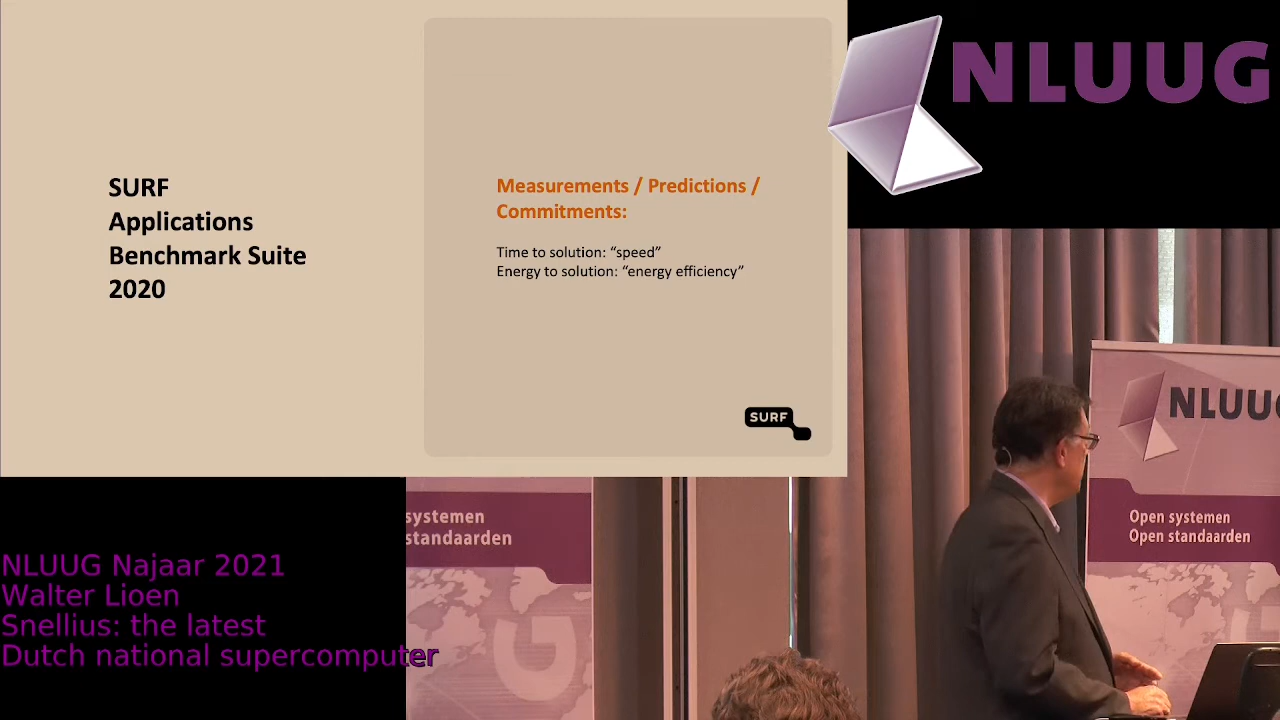 SURF
Applications
Benchmark Suite
2020
Measurements / Predictions /
Commitments:
Time to solution: “speed”
Energy to solution: “energy efficiency”
SURF
NLUUG
NLUUG
Open systemen
Open standaarden
systemen
standaarden
NLUUG Najaar 2021
Walter Lioen
Snellius: the latest
Dutch national supercomputer